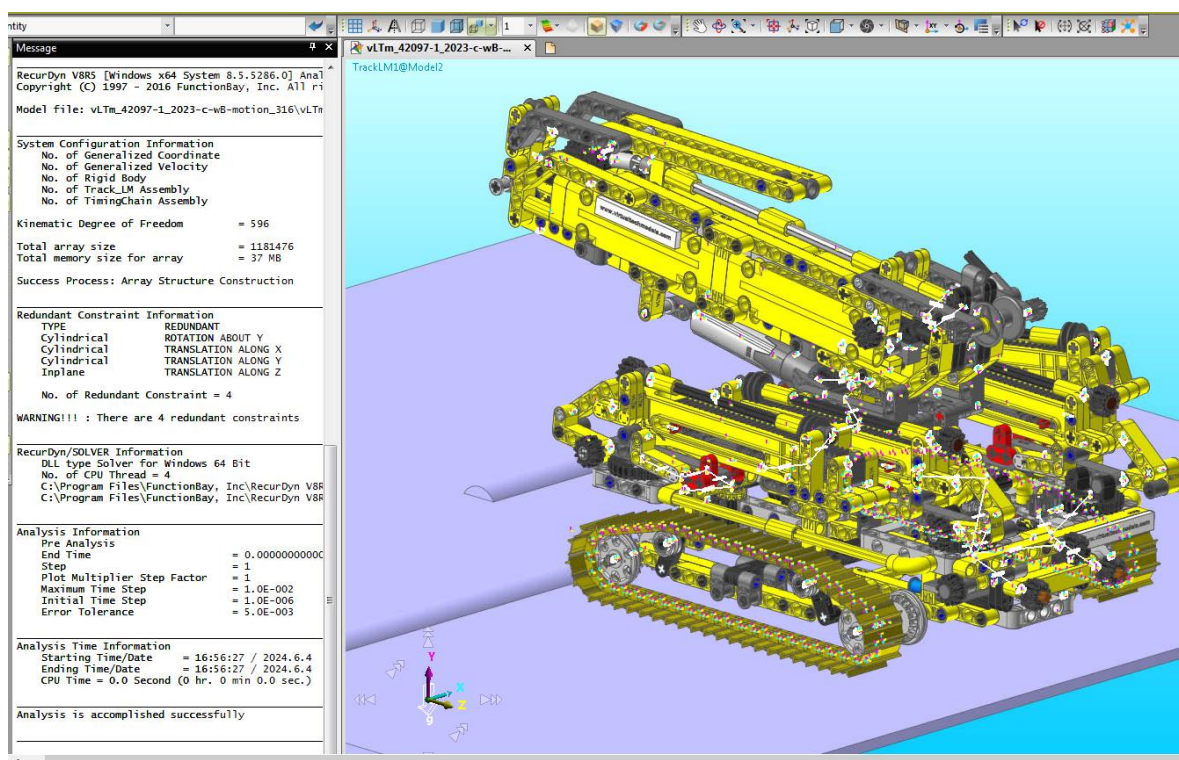 ntity
1
Message
vLTm_42097-1_2023-c-wB-...
TrackLM1@Model2
RecurDyn V8R5 [Windows x64 System 8.5.5286.0] Anal
Copyright (C) 1997 - 2016 FunctionBay, Inc. All ri
Model file: vLTm_42097-1_2023-c-wB-motion_316\vLTm
System Configuration Information
No. of Generalized Coordinate
No. of Generalized Velocity
No. of Rigid Body
No. of Track_LM Assembly
No. of TimingChain Assembly
Kinematic Degree of Freedom = 596
Total array size = 1181476
Total memory size for array = 37 MB
Success Process: Array Structure Construction
Redundant Constraint Information
TYPE REDUNDANT
Cylindrical ROTATION ABOUT Y
Cylindrical TRANSLATION ALONG X
Cylindrical TRANSLATION ALONG Y
Inplane TRANSLATION ALONG Z
No. of Redundant Constraint = 4
WARNING!!! : There are 4 redundant constraints
RecurDyn/SOLVER Information
DLL type Solver for Windows 64 Bit
No. of CPU Thread = 4
C:\Program Files\FunctionBay, Inc\RecurDyn V8R
C:\Program Files\FunctionBay, Inc\RecurDyn V8R
Analysis Information
Pre Analysis
End Time = 0.0000000000
Step = 1
Plot Multiplier Step Factor = 1
Maximum Time Step = 1.0E-002
Initial Time Step = 1.0E-006
Error Tolerance = 5.0E-003
Analysis Time Information
Starting Time/Date = 16:56:27 / 2024.6.4
Ending Time/Date = 16:56:27 / 2024.6.4
CPU Time = 0.0 Second (0 hr. 0 min 0.0 sec.)
Analysis is accomplished successfully
www.virtualtechmodels.com
Y
X
Z
g